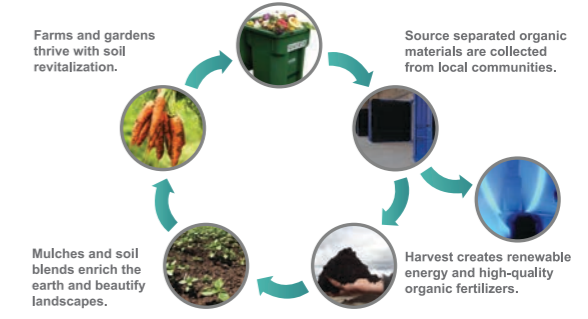 Farms and gardens
thrive with soil
revitalization.
Source separated organic
materials are collected
from local communities.
Mulches and soil
blends enrich the
earth and beautify
landscapes.
Harvest creates renewable
energy and high-quality
organic fertilizers.